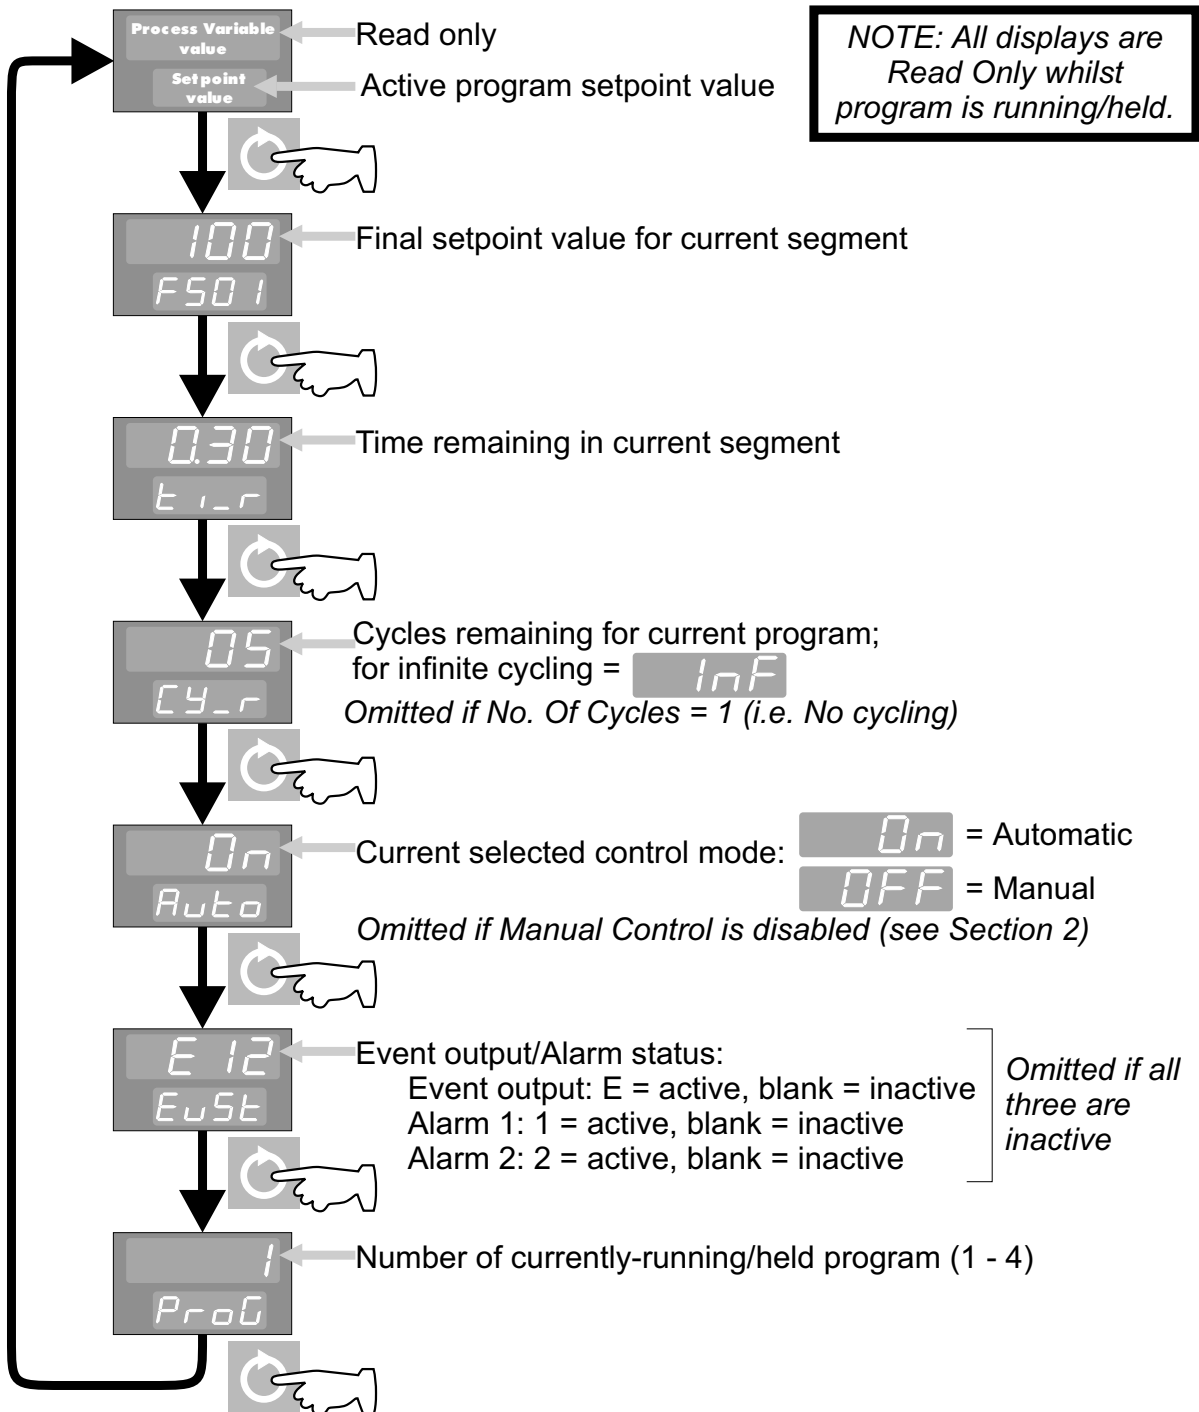 Process Variable
value
Read only
Setpoint
value
Active program setpoint value
NOTE: All displays are
Read Only whilst
program is running/held.
100
FS01
Final setpoint value for current segment
0.30
ti_r
Time remaining in current segment
05
CY_r
Cycles remaining for current program;
for infinite cycling = InF
Omitted if No. Of Cycles = 1 (i.e. No cycling)
On
Auto
Current selected control mode:
On = Automatic
OFF = Manual
Omitted if Manual Control is disabled (see Section 2)
E 12
EvSt
Event output/Alarm status:
Event output: E = active, blank = inactive
Alarm 1: 1 = active, blank = inactive
Alarm 2: 2 = active, blank = inactive
Omitted if all
three are
inactive
1
ProG
Number of currently-running/held program (1 - 4)